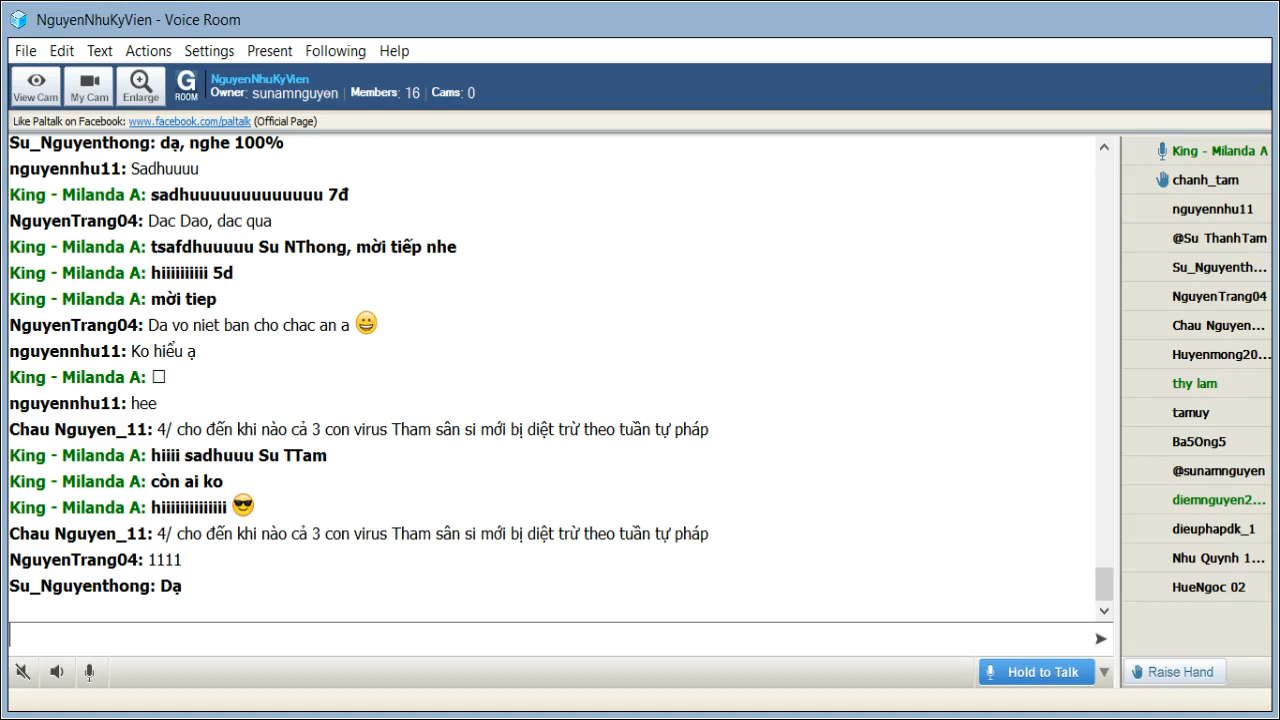 NguyenNhuKyVien - Voice Room
File Edit Text Actions Settings Present Following Help
View Cam My Cam Enlarge G ROOM
NguyenNhuKyVien
Owner: sunamnguyen | Members: 16 | Cams: 0
Like Paltalk on Facebook: www.facebook.com/paltalk (Official Page)
Su_Nguyenthong: dạ, nghe 100%
nguyennhu11: Sadhuuuu
King - Milanda A: sadhuuuuuuuuuuuuu 7đ
NguyenTrang04: Dac Dao, dac qua
King - Milanda A: tsafdhuuuuu Su NThong, mời tiếp nhe
King - Milanda A: hiiiiiiiiii 5d
King - Milanda A: mời tiep
NguyenTrang04: Da vo niet ban cho chac an a
nguyennhu11: Ko hiểu ạ
King - Milanda A:
nguyennhu11: hee
Chau Nguyen_11: 4/ cho đến khi nào cả 3 con virus Tham sân si mới bị diệt trừ theo tuần tự pháp
King - Milanda A: hiiii sadhuuu Su TTam
King - Milanda A: còn ai ko
King - Milanda A: hiiiiiiiiiiiiii
Chau Nguyen_11: 4/ cho đến khi nào cả 3 con virus Tham sân si mới bị diệt trừ theo tuần tự pháp
NguyenTrang04: 1111
Su_Nguyenthong: Dạ
King - Milanda A
chanh_tam
nguyennhu11
@Su ThanhTam
Su_Nguyenth...
NguyenTrang04
Chau Nguyen...
Huyenmong20...
thy lam
tamuy
Ba5Ong5
@sunamnguyen
diemnguyen2...
dieuphapdk_1
Nhu Quynh 1...
HueNgoc 02
Hold to Talk
Raise Hand